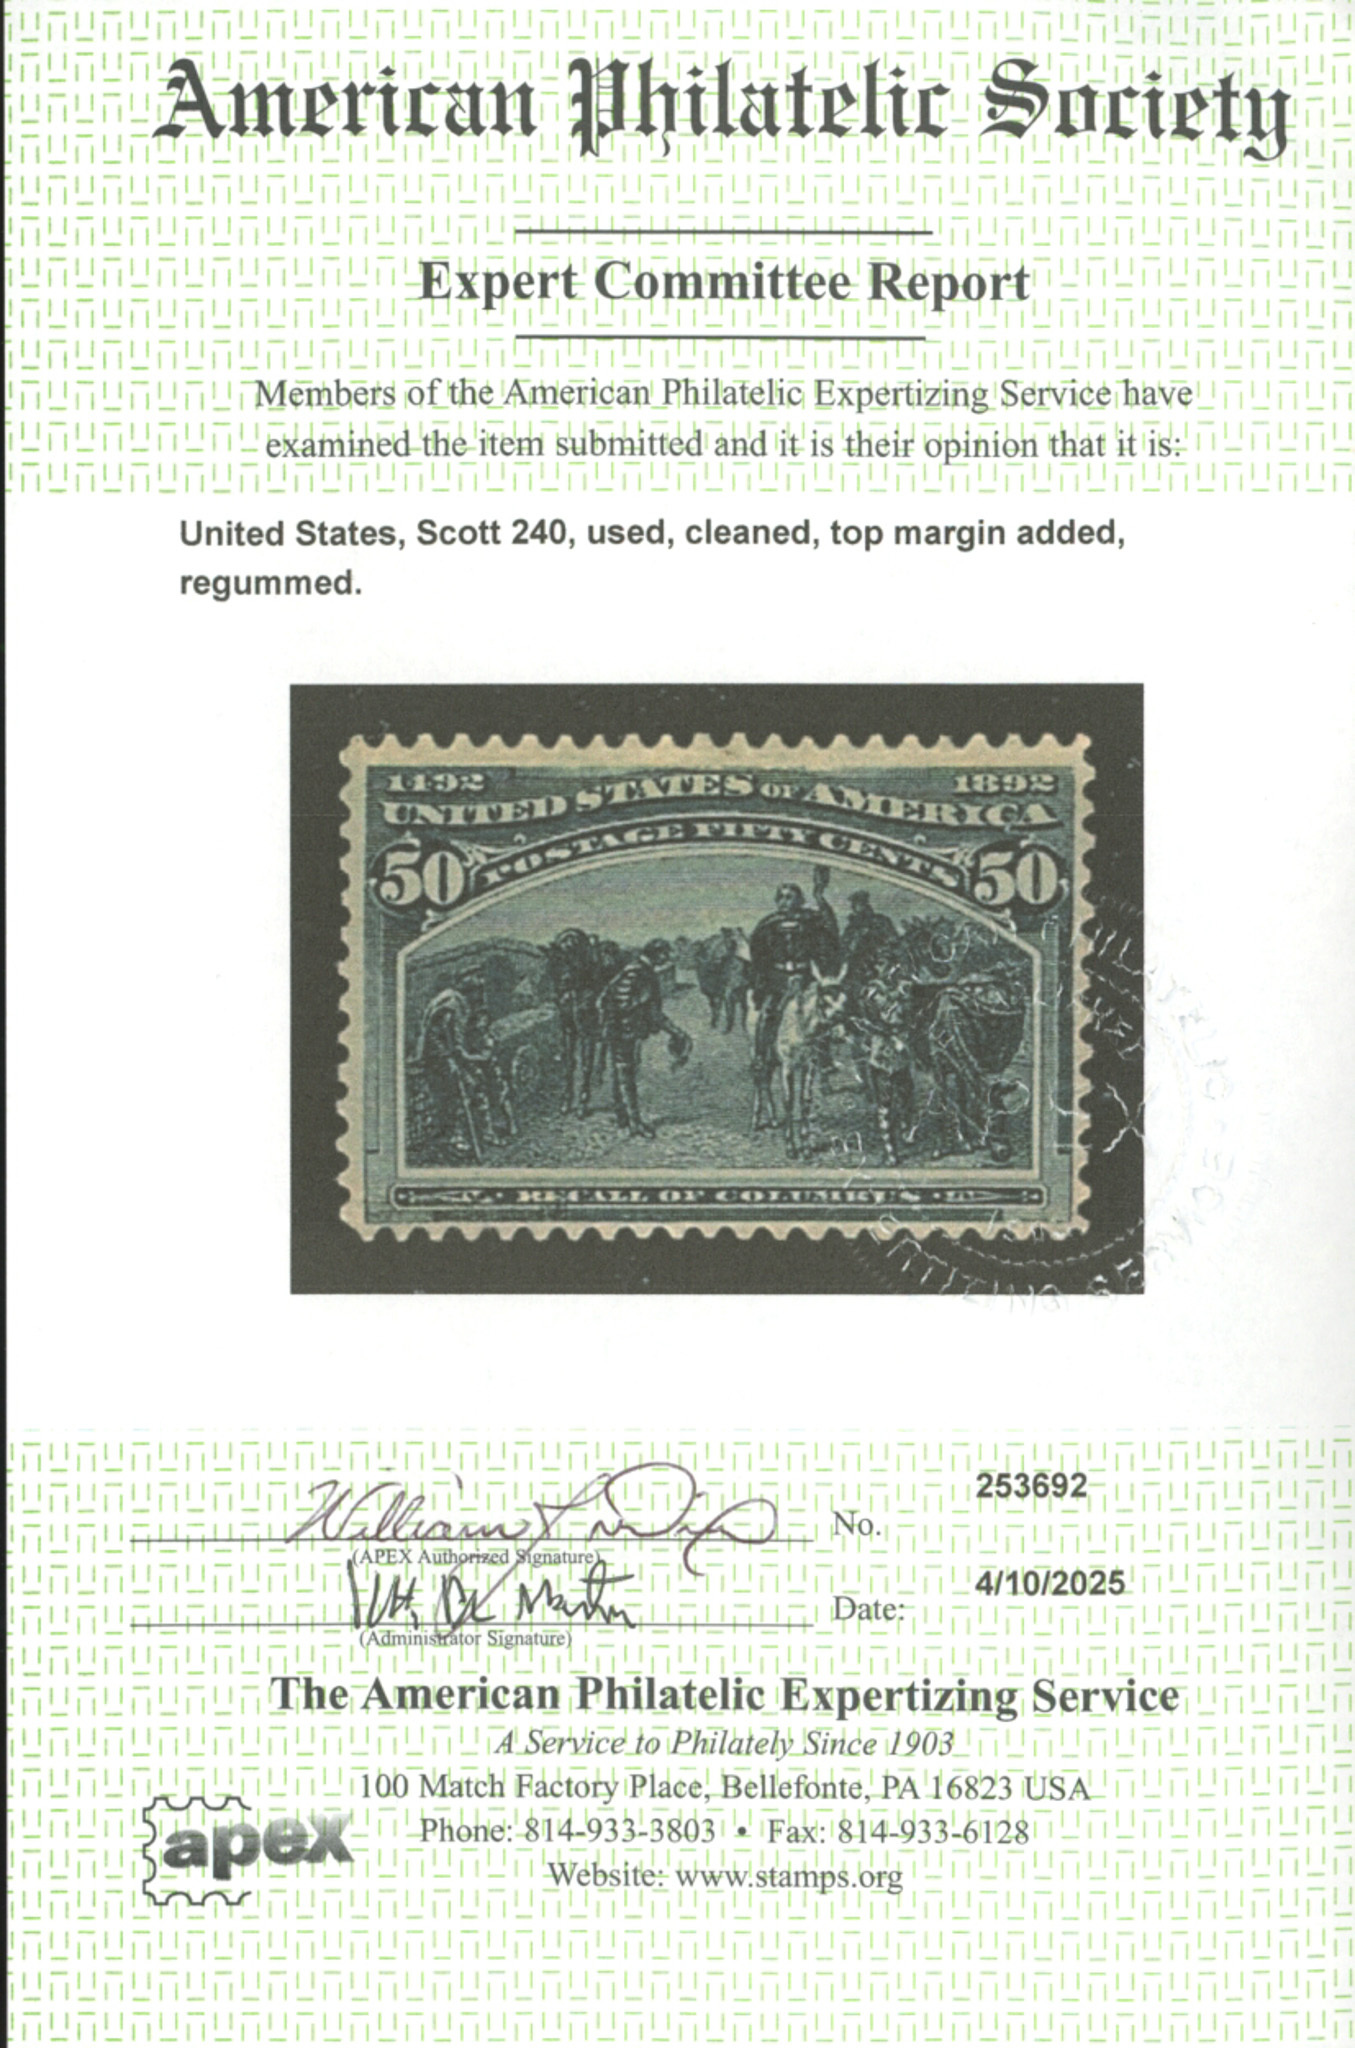 American Philatelic Society
Expert Committee Report
Members of the American Philatelic Expertizing Service have
examined the item submitted and it is their opinion that it is:
United States, Scott 240, used, cleaned, top margin added,
regummed.
1492 1892
UNITED STATES OF AMERICA
POSTAGE FIFTY CENTS
50 50
RECALL OF COLUMBUS
253692
No.
(APEX Authorized Signature)
4/10/2025
Date:
(Administrator Signature)
The American Philatelic Expertizing Service
A Service to Philately Since 1903
100 Match Factory Place, Bellefonte, PA 16823 USA
Phone: 814-933-3803 • Fax: 814-933-6128
Website: www.stamps.org
apex